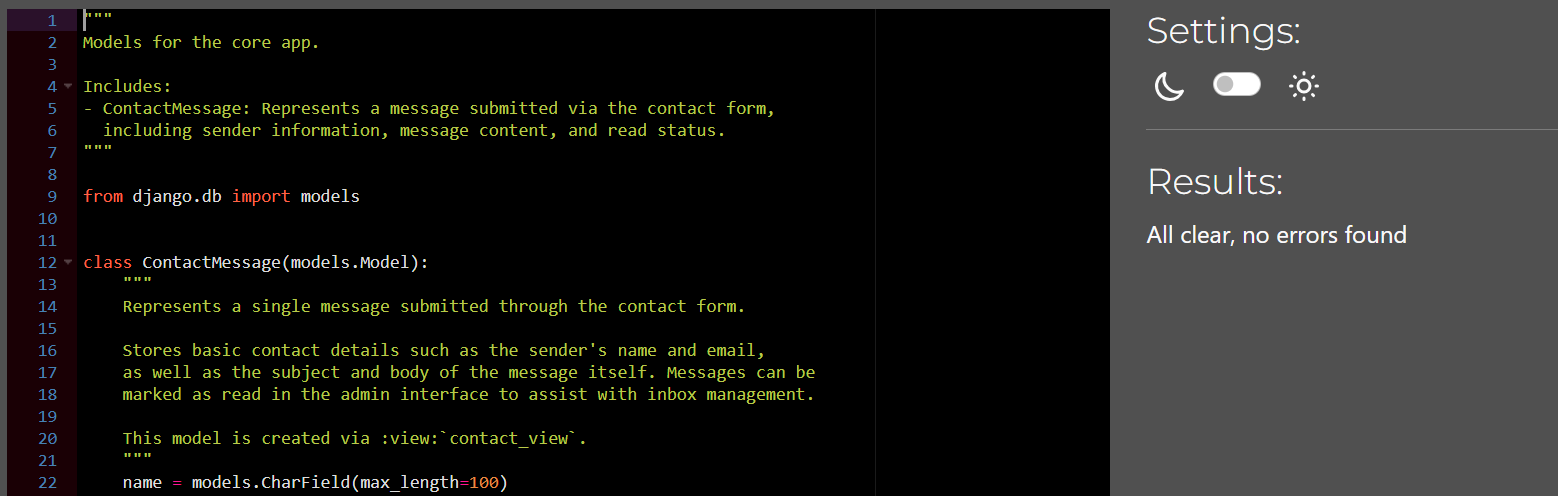 1 """
2 Models for the core app.
3
4 Includes:
5 - ContactMessage: Represents a message submitted via the contact form,
6   including sender information, message content, and read status.
7 """
8
9 from django.db import models
10
11
12 class ContactMessage(models.Model):
13     """
14     Represents a single message submitted through the contact form.
15
16     Stores basic contact details such as the sender's name and email,
17     as well as the subject and body of the message itself. Messages can be
18     marked as read in the admin interface to assist with inbox management.
19
20     This model is created via :view:`contact_view`.
21     """
22     name = models.CharField(max_length=100)
Settings:
Results:
All clear, no errors found